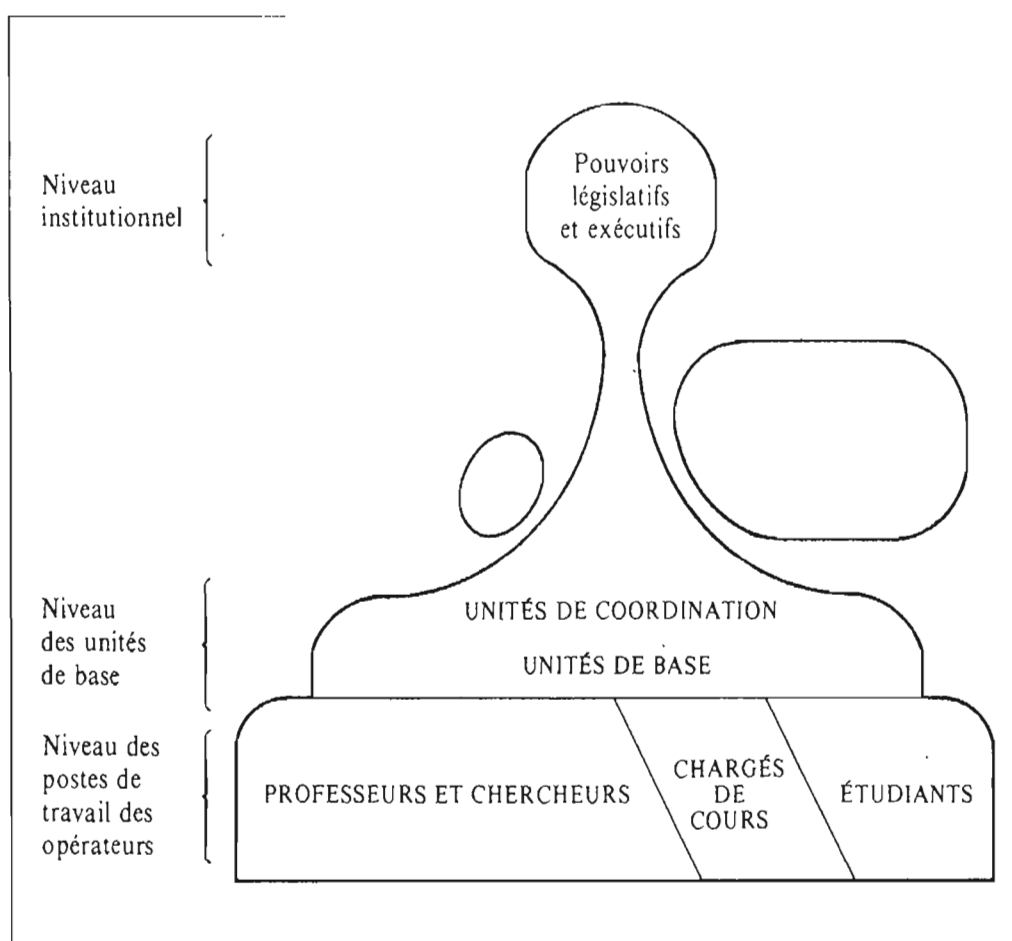 Niveau
institutionnel
Pouvoirs
législatifs
et exécutifs
Niveau
des unités
de base
UNITÉS DE COORDINATION
UNITÉS DE BASE
Niveau des
postes de
travail des
opérateurs
PROFESSEURS ET CHERCHEURS
CHARGÉS
DE
COURS
ÉTUDIANTS